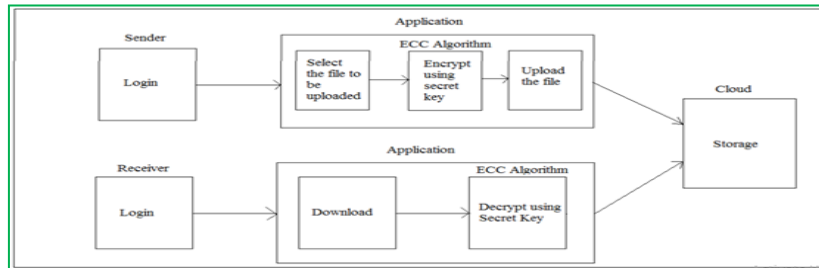 Application
Sender
Login
ECC Algorithm
Select
the file to
be
uploaded
Encrypt
using
secret
key
Upload
the file
Cloud
Storage
Application
Receiver
Login
ECC Algorithm
Download
Decrypt using
Secret Key